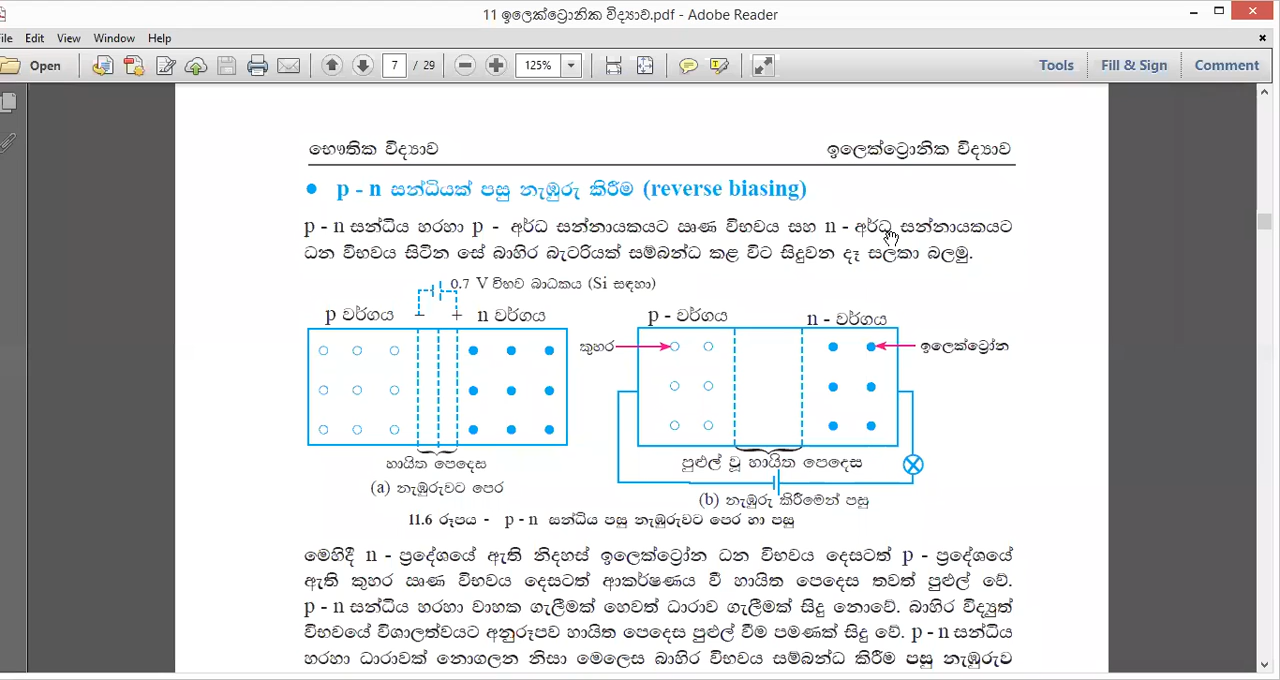 11 ඉලෙක්ට්‍රොනික විද්‍යාව.pdf - Adobe Reader
Edit View Window Help
Open 7 / 29 125% Tools Fill & Sign Comment
භෞතික විද්‍යාව ඉලෙක්ට්‍රොනික විද්‍යාව
• p - n සන්ධියක් පසු නැඹුරු කිරීම (reverse biasing)
p - n සන්ධිය හරහා p - අර්ධ සන්නායකයට ඍණ විභවය සහ n - අර්ධ සන්නායකයට
ධන විභවය සිටින සේ බාහිර බැටරියක් සම්බන්ධ කළ විට සිදුවන දෑ සලකා බලමු.
0.7 V විභව බාධකය (Si සඳහා)
p වර්ගය − + n වර්ගය
p - වර්ගය n - වර්ගය
කුහර ඉලෙක්ට්‍රෝන
හායිත පෙදෙස
පුළුල් වූ හායිත පෙදෙස
(a) නැඹුරුවට පෙර
(b) නැඹුරු කිරීමෙන් පසු
11.6 රූපය - p - n සන්ධිය පසු නැඹුරුවට පෙර හා පසු
මෙහිදී n - ප්‍රදේශයේ ඇති නිදහස් ඉලෙක්ට්‍රෝන ධන විභවය දෙසටත් p - ප්‍රදේශයේ
ඇති කුහර ඍණ විභවය දෙසටත් ආකර්ෂණය වී හායිත පෙදෙස තවත් පුළුල් වේ.
p - n සන්ධිය හරහා වාහක ගැලීමක් හෙවත් ධාරාව ගැලීමක් සිදු නොවේ. බාහිර විද්‍යුත්
විභවයේ විශාලත්වයට අනුරූපව හායිත පෙදෙස පුළුල් වීම පමණක් සිදු වේ. p - n සන්ධිය
හරහා ධාරාවක් නොගලන නිසා මෙලෙස බාහිර විභවය සම්බන්ධ කිරීම පසු නැඹුරුව